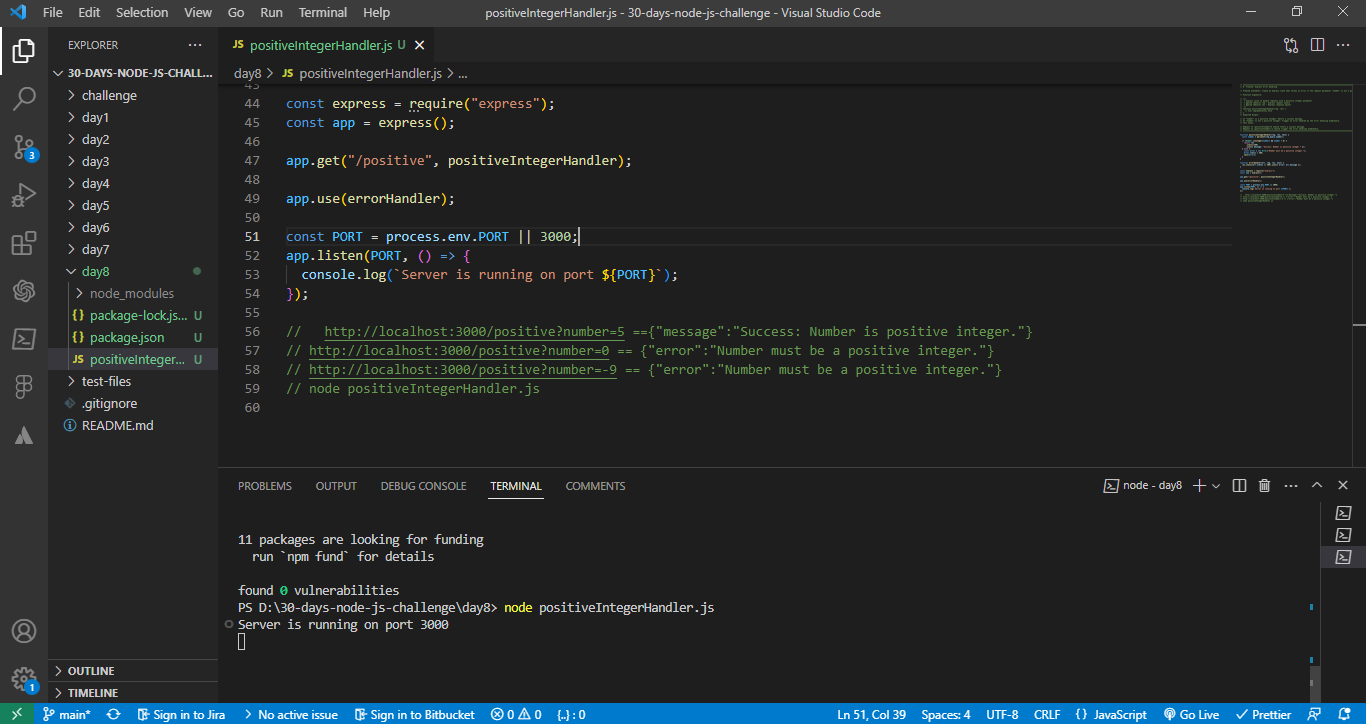 File Edit Selection View Go Run Terminal Help
positiveIntegerHandler.js - 30-days-node-js-challenge - Visual Studio Code
EXPLORER
30-DAYS-NODE-JS-CHALL...
challenge
day1
day2
day3
day4
day5
day6
day7
day8
node_modules
{} package-lock.js... U
{} package.json U
JS positiveInteger... U
test-files
.gitignore
README.md
OUTLINE
TIMELINE
3
1
JS positiveIntegerHandler.js U
day8 > JS positiveIntegerHandler.js > ...
43
44 const express = require("express");
45 const app = express();
46
47 app.get("/positive", positiveIntegerHandler);
48
49 app.use(errorHandler);
50
51 const PORT = process.env.PORT || 3000;
52 app.listen(PORT, () => {
53 console.log(`Server is running on port ${PORT}`);
54 });
55
56 //   http://localhost:3000/positive?number=5 =={"message":"Success: Number is positive integer."}
57 // http://localhost:3000/positive?number=0 == {"error":"Number must be a positive integer."}
58 // http://localhost:3000/positive?number=-9 == {"error":"Number must be a positive integer."}
59 // node positiveIntegerHandler.js
60
PROBLEMS OUTPUT DEBUG CONSOLE TERMINAL COMMENTS
node - day8
11 packages are looking for funding
run `npm fund` for details
found 0 vulnerabilities
PS D:\30-days-node-js-challenge\day8> node positiveIntegerHandler.js
Server is running on port 3000
main* Sign in to Jira No active issue Sign in to Bitbucket 0 0 {..} : 0
Ln 51, Col 39 Spaces: 4 UTF-8 CRLF {} JavaScript Go Live Prettier